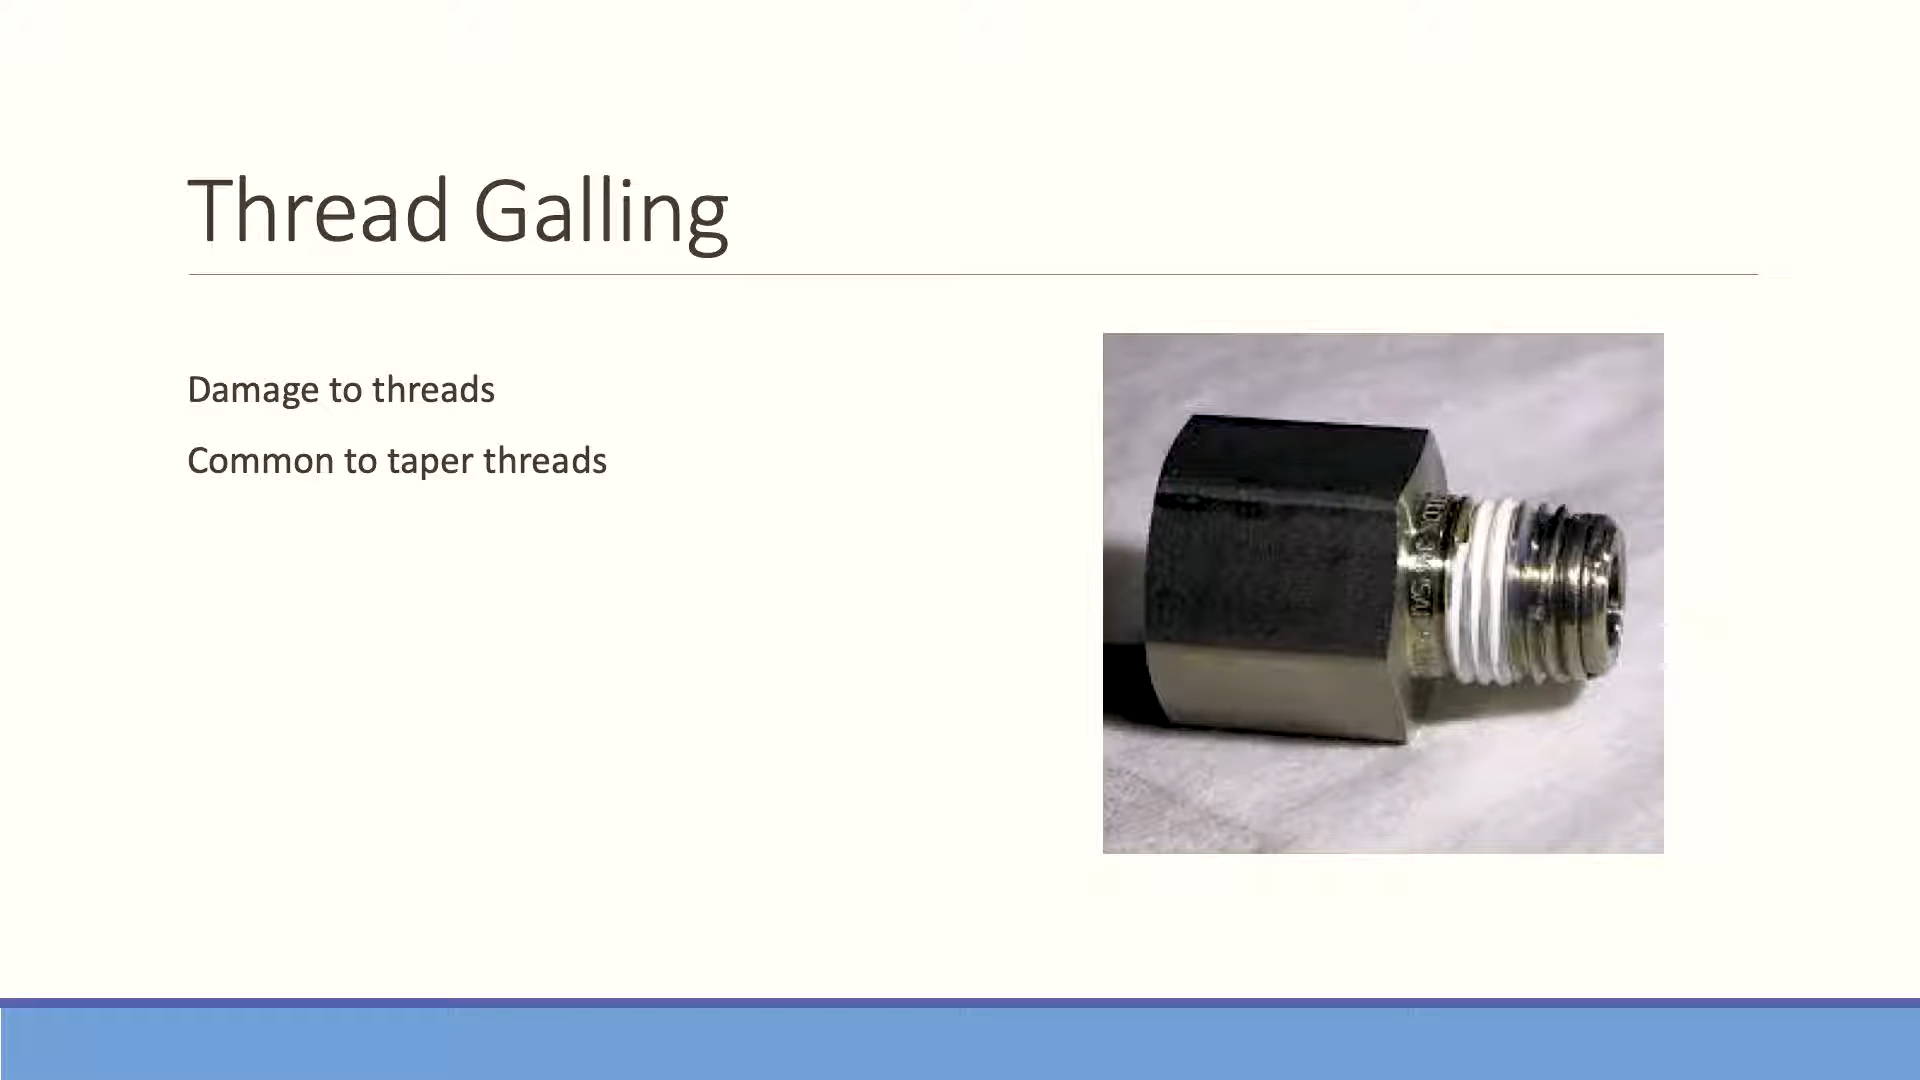 Thread Galling
Damage to threads
Common to taper threads